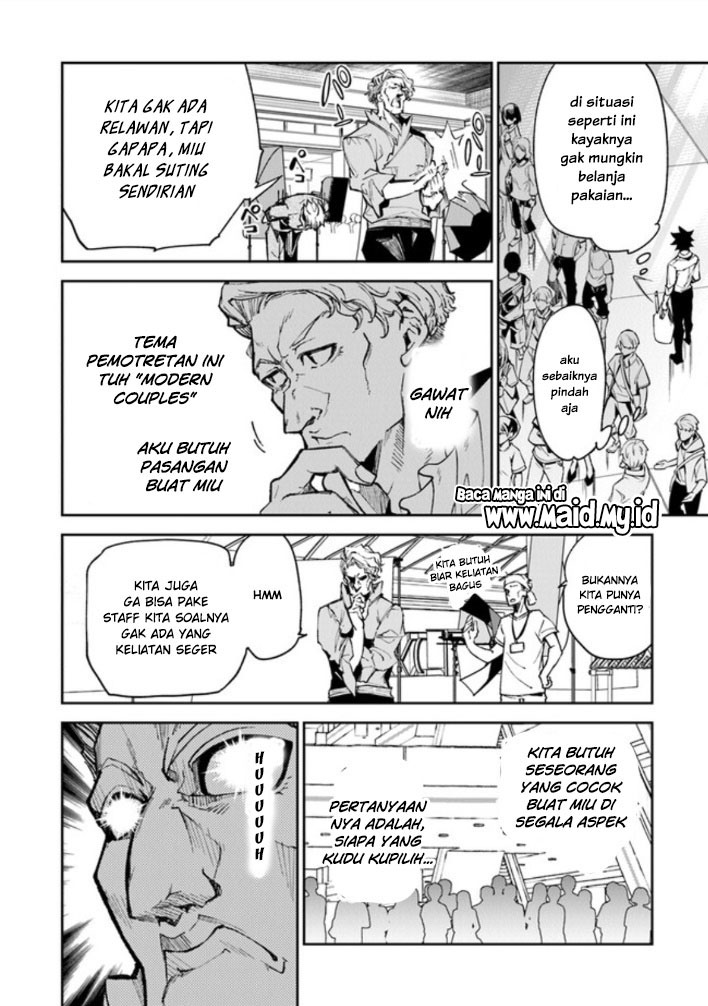 di situasi
seperti ini
kayaknya
gak mungkin
belanja
pakaian...
aku
sebaiknya
pindah
aja
KITA GAK ADA
RELAWAN, TAPI
GAPAPA, MIU
BAKAL SUTING
SENDIRIAN
ペコ
ペコ
GAWAT
NIH
TEMA
PEMOTRETAN INI
TUH "MODERN
COUPLES"
AKU BUTUH
PASANGAN
BUAT MIU
Baca Manga ini di
www.Maid.My.id
BUKANNYA
KITA PUNYA
PENGGANTI?
KITA BUTUH
BIAR KELIATAN
BAGUS
HMM
KITA JUGA
GA BISA PAKE
STAFF KITA SOALNYA
GAK ADA YANG
KELIATAN SEGER
KITA BUTUH
SESEORANG
YANG COCOK
BUAT MIU DI
SEGALA ASPEK
PERTANYAAN
NYA ADALAH,
SIAPA YANG
KUDU KUPILIH...
HUUUUUH